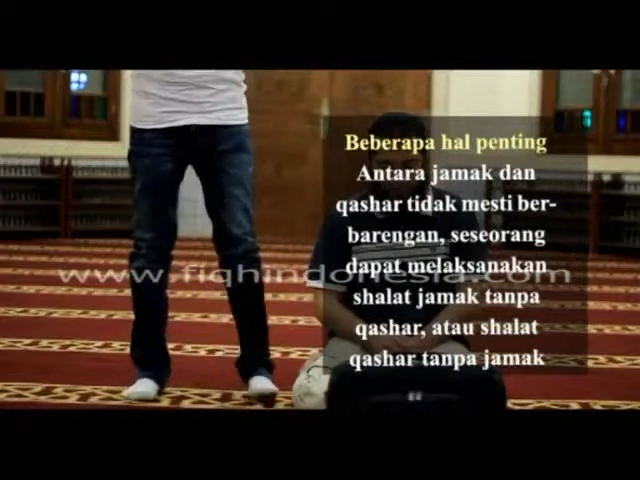 Beberapa hal penting
Antara jamak dan
qashar tidak mesti ber-
barengan, seseorang
dapat melaksanakan
www.fiqhindonesia.com
shalat jamak tanpa
qashar, atau shalat
qashar tanpa jamak